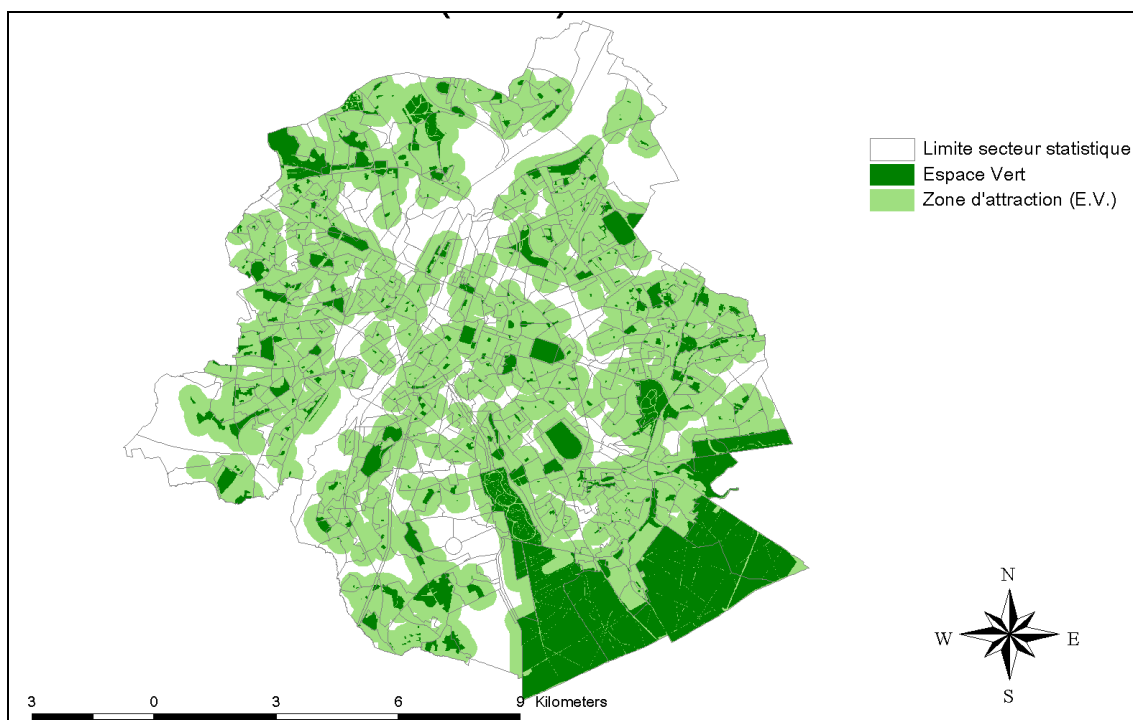 Limite secteur statistique
Espace Vert
Zone d'attraction (E.V.)
N
W E
S
3 0 3 6 9 Kilometers